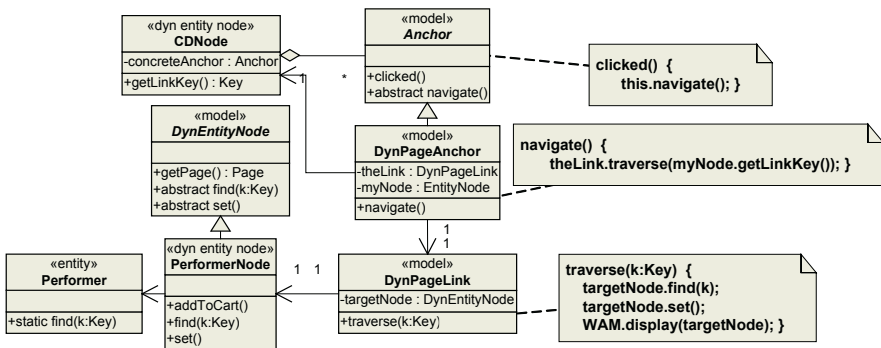 «dyn entity node»
CDNode
-concreteAnchor : Anchor
+getLinkKey() : Key
«model»
Anchor
+clicked()
+abstract navigate()
clicked() {
this.navigate(); }
1
*
«model»
DynEntityNode
+getPage() : Page
+abstract find(k:Key)
+abstract set()
«model»
DynPageAnchor
-theLink : DynPageLink
-myNode : EntityNode
+navigate()
navigate() {
theLink.traverse(myNode.getLinkKey()); }
1
1
«entity»
Performer
+static find(k:Key)
«dyn entity node»
PerformerNode
+addToCart()
+find(k:Key)
+set()
1 1
«model»
DynPageLink
-targetNode : DynEntityNode
+traverse(k:Key)
traverse(k:Key) {
targetNode.find(k);
targetNode.set();
WAM.display(targetNode); }